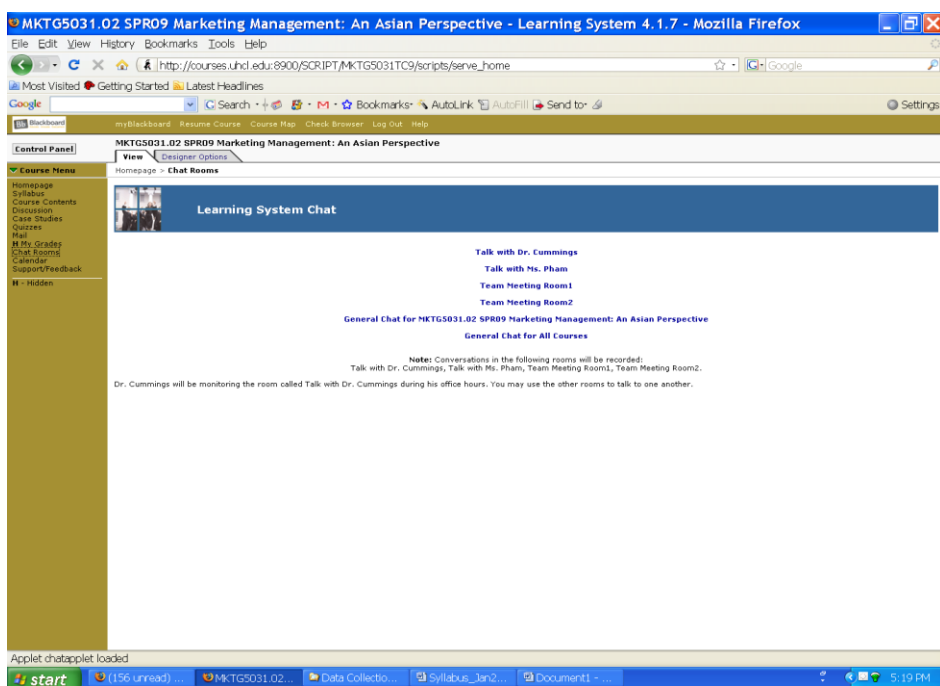 MKTG5031.02 SPR09 Marketing Management: An Asian Perspective - Learning System 4.1.7 - Mozilla Firefox
File Edit View History Bookmarks Tools Help
http://courses.uhcl.edu:8900/SCRIPT/MKTG5031TC9/scripts/serve_home
Google
Most Visited Getting Started Latest Headlines
Google Search Bookmarks AutoLink AutoFill Send to Settings
Blackboard myBlackboard Resume Course Course Map Check Browser Log Out Help
Control Panel
MKTG5031.02 SPR09 Marketing Management: An Asian Perspective
View Designer Options
Course Menu
Homepage > Chat Rooms
Homepage
Syllabus
Course Contents
Discussion
Case Studies
Quizzes
Mail
H My Grades
Chat Rooms
Calendar
Support/Feedback
H - Hidden
Learning System Chat
Talk with Dr. Cummings
Talk with Ms. Pham
Team Meeting Room1
Team Meeting Room2
General Chat for MKTG5031.02 SPR09 Marketing Management: An Asian Perspective
General Chat for All Courses
Note: Conversations in the following rooms will be recorded:
Talk with Dr. Cummings, Talk with Ms. Pham, Team Meeting Room1, Team Meeting Room2.
Dr. Cummings will be monitoring the room called Talk with Dr. Cummings during his office hours. You may use the other rooms to talk to one another.
Applet chatapplet loaded
start (156 unread) ... MKTG5031.02... Data Collectio... Syllabus_Jan2... Document1 - ... 5:19 PM